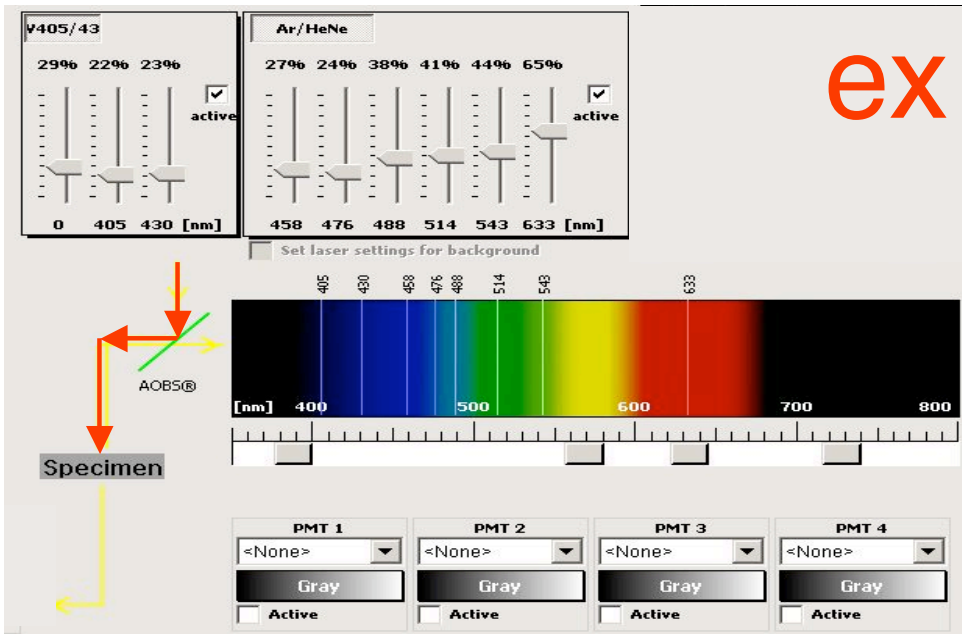 V405/43
Ar/HeNe
ex
29% 22% 23%
27% 24% 38% 41% 44% 65%
active
active
0 405 430 [nm]
458 476 488 514 543 633 [nm]
Set laser settings for background
405 430 458 476 488 514 543 633
AOBS®
[nm] 400 500 600 700 800
Specimen
PMT 1 PMT 2 PMT 3 PMT 4
<None> <None> <None> <None>
Gray Gray Gray Gray
Active Active Active Active